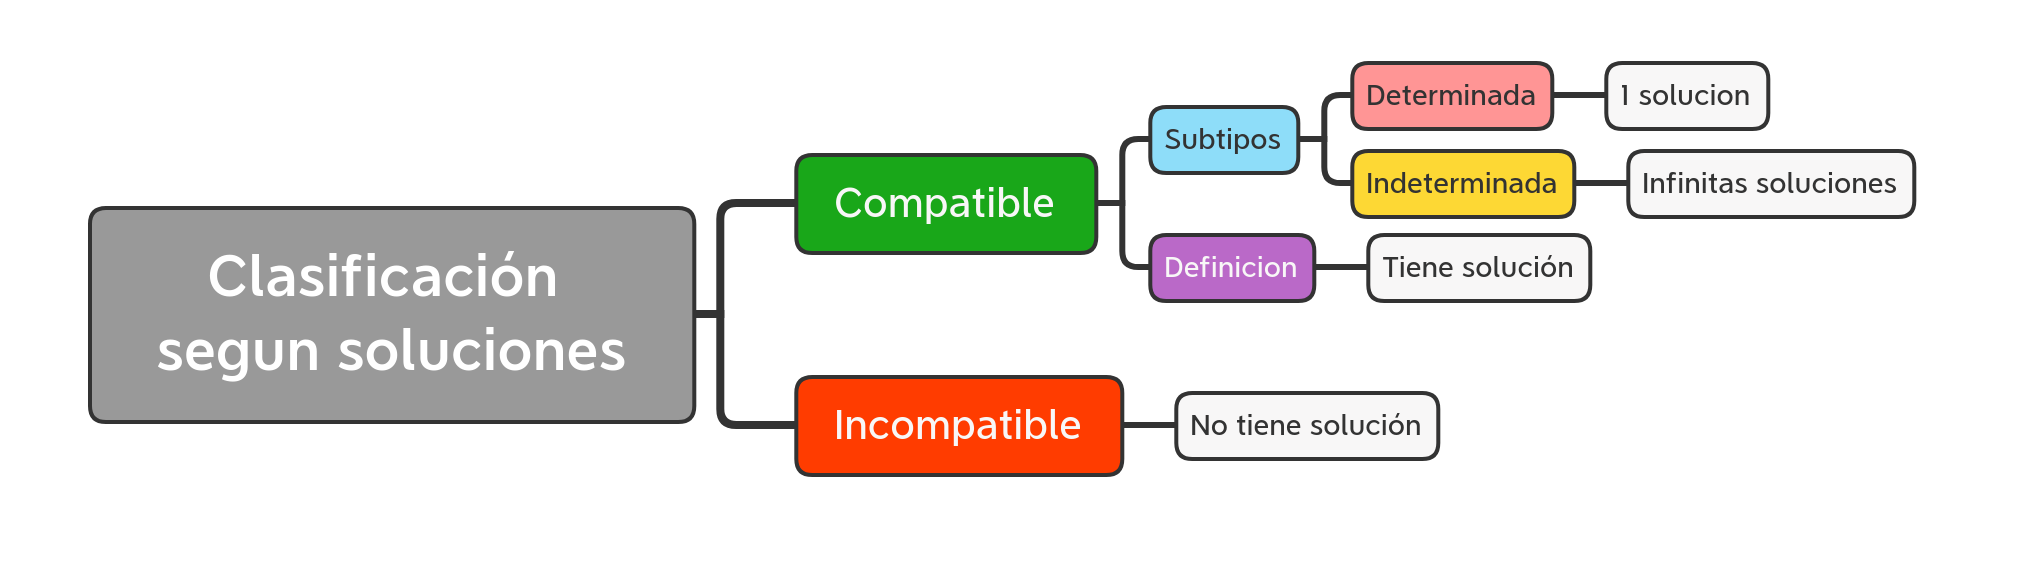 Clasificación
segun soluciones
Compatible
Subtipos
Determinada
1 solucion
Indeterminada
Infinitas soluciones
Definicion
Tiene solución
Incompatible
No tiene solución